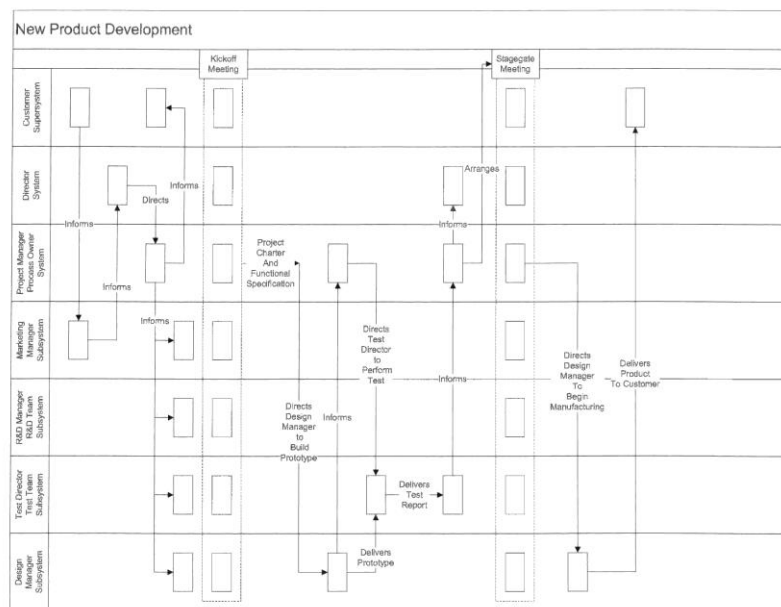 New Product Development
Kickoff
Meeting
Stagegate
Meeting
Customer
Supersystem
Director
System
Project Manager
Process Owner
System
Marketing
Manager
Subsystem
R&D Manager
R&D Team
Subsystem
Test Director
Test Team
Subsystem
Design
Manager
Subsystem
Informs
Informs
Directs
Informs
Informs
Project
Charter
And
Functional
Specification
Directs
Design
Manager
to
Build
Prototype
Informs
Directs
Test
Director
to
Perform
Test
Delivers
Prototype
Delivers
Test
Report
Informs
Informs
Arranges
Directs
Design
Manager
To
Begin
Manufacturing
Delivers
Product
To Customer